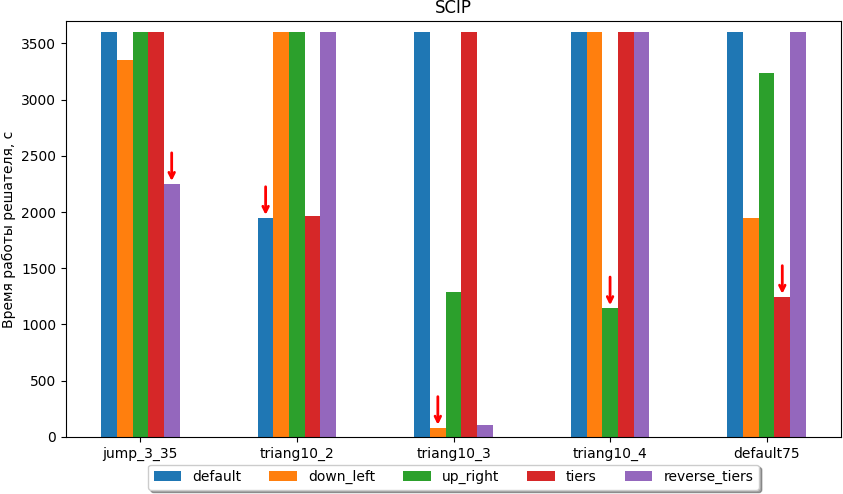 SCIP
Время работы решателя, с
3500
3000
2500
2000
1500
1000
500
0
jump_3_35 triang10_2 triang10_3 triang10_4 default75
default down_left up_right tiers reverse_tiers